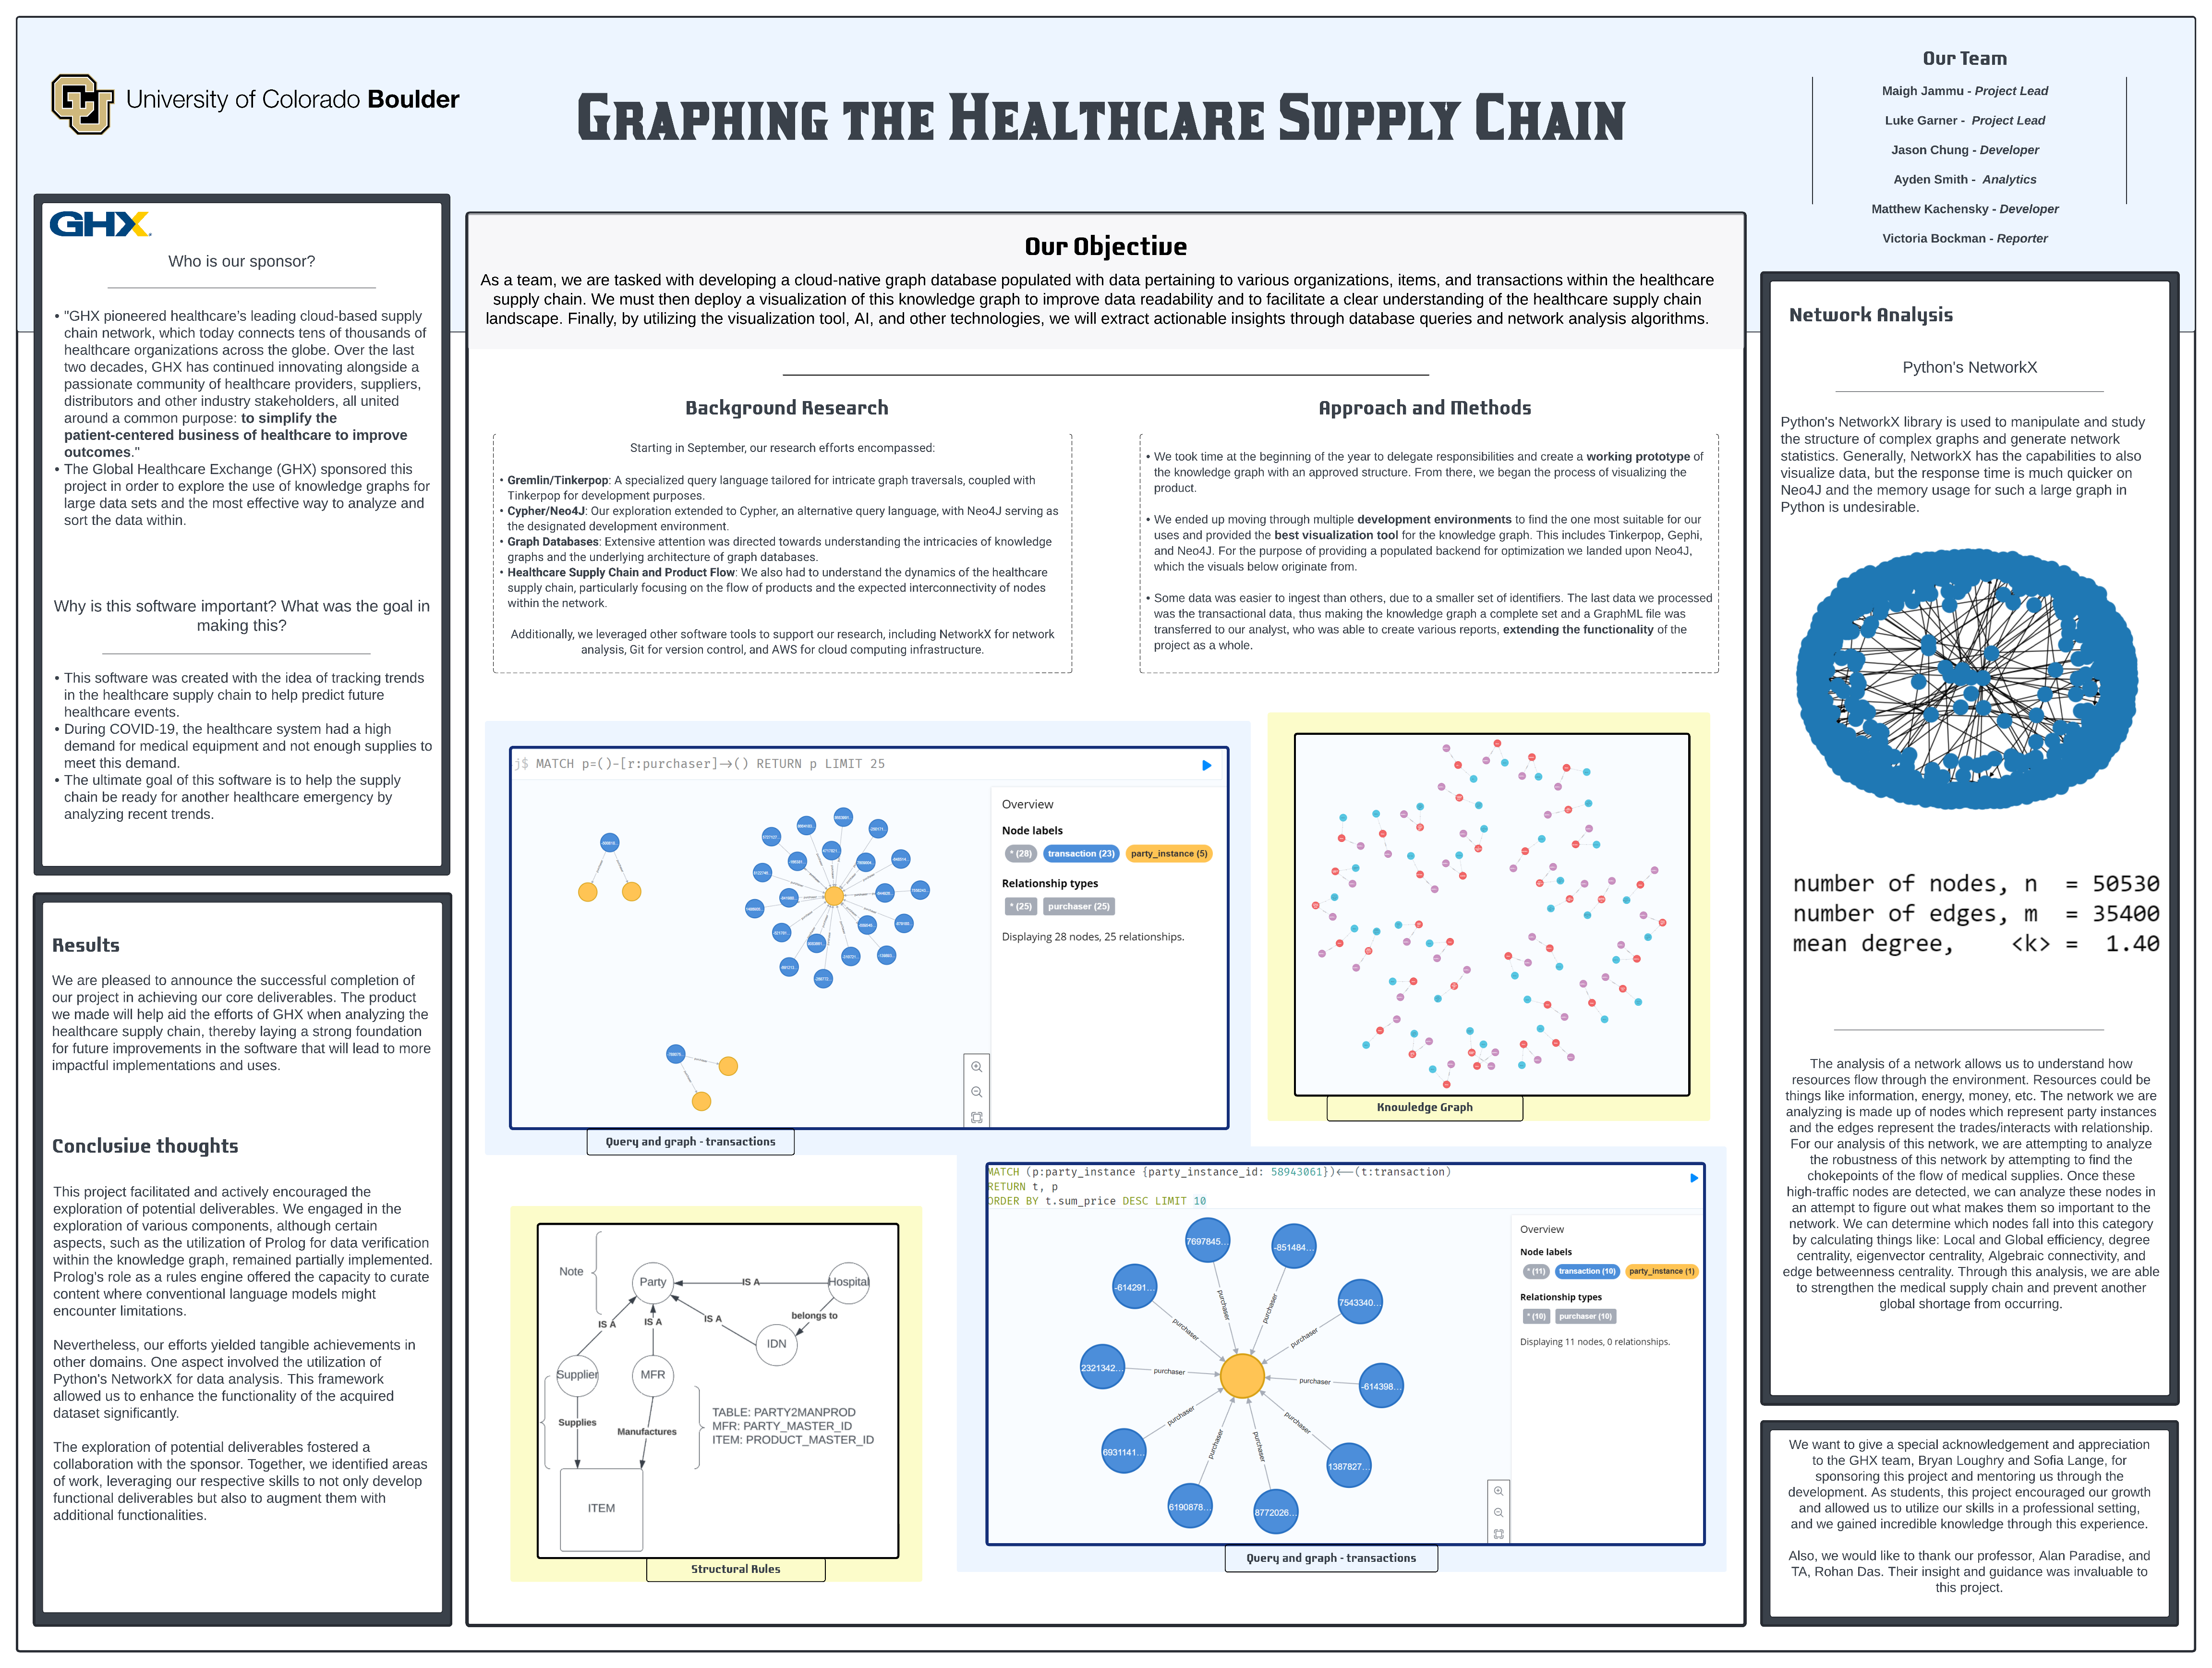 University of Colorado Boulder
GRAPHING THE HEALTHCARE SUPPLY CHAIN
Our Team
Maigh Jammu - Project Lead
Luke Garner - Project Lead
Jason Chung - Developer
Ayden Smith - Analytics
Matthew Kachensky - Developer
Victoria Bockman - Reporter
GHX
Who is our sponsor?
• "GHX pioneered healthcare's leading cloud-based supply
chain network, which today connects tens of thousands of
healthcare organizations across the globe. Over the last
two decades, GHX has continued innovating alongside a
passionate community of healthcare providers, suppliers,
distributors and other industry stakeholders, all united
around a common purpose: to simplify the
patient-centered business of healthcare to improve
outcomes."
• The Global Healthcare Exchange (GHX) sponsored this
project in order to explore the use of knowledge graphs for
large data sets and the most effective way to analyze and
sort the data within.
Why is this software important? What was the goal in
making this?
• This software was created with the idea of tracking trends
in the healthcare supply chain to help predict future
healthcare events.
• During COVID-19, the healthcare system had a high
demand for medical equipment and not enough supplies to
meet this demand.
• The ultimate goal of this software is to help the supply
chain be ready for another healthcare emergency by
analyzing recent trends.
Results
We are pleased to announce the successful completion of
our project in achieving our core deliverables. The product
we made will help aid the efforts of GHX when analyzing the
healthcare supply chain, thereby laying a strong foundation
for future improvements in the software that will lead to more
impactful implementations and uses.
Conclusive thoughts
This project facilitated and actively encouraged the
exploration of potential deliverables. We engaged in the
exploration of various components, although certain
aspects, such as the utilization of Prolog for data verification
within the knowledge graph, remained partially implemented.
Prolog's role as a rules engine offered the capacity to curate
content where conventional language models might
encounter limitations.
Nevertheless, our efforts yielded tangible achievements in
other domains. One aspect involved the utilization of
Python's NetworkX for data analysis. This framework
allowed us to enhance the functionality of the acquired
dataset significantly.
The exploration of potential deliverables fostered a
collaboration with the sponsor. Together, we identified areas
of work, leveraging our respective skills to not only develop
functional deliverables but also to augment them with
additional functionalities.
Our Objective
As a team, we are tasked with developing a cloud-native graph database populated with data pertaining to various organizations, items, and transactions within the healthcare
supply chain. We must then deploy a visualization of this knowledge graph to improve data readability and to facilitate a clear understanding of the healthcare supply chain
landscape. Finally, by utilizing the visualization tool, AI, and other technologies, we will extract actionable insights through database queries and network analysis algorithms.
Background Research
Starting in September, our research efforts encompassed:
• Gremlin/Tinkerpop: A specialized query language tailored for intricate graph traversals, coupled with
Tinkerpop for development purposes.
• Cypher/Neo4J: Our exploration extended to Cypher, an alternative query language, with Neo4J serving as
the designated development environment.
• Graph Databases: Extensive attention was directed towards understanding the intricacies of knowledge
graphs and the underlying architecture of graph databases.
• Healthcare Supply Chain and Product Flow: We also had to understand the dynamics of the healthcare
supply chain, particularly focusing on the flow of products and the expected interconnectivity of nodes
within the network.
Additionally, we leveraged other software tools to support our research, including NetworkX for network
analysis, Git for version control, and AWS for cloud computing infrastructure.
Approach and Methods
• We took time at the beginning of the year to delegate responsibilities and create a working prototype of
the knowledge graph with an approved structure. From there, we began the process of visualizing the
product.
• We ended up moving through multiple development environments to find the one most suitable for our
uses and provided the best visualization tool for the knowledge graph. This includes Tinkerpop, Gephi,
and Neo4J. For the purpose of providing a populated backend for optimization we landed upon Neo4J,
which the visuals below originate from.
• Some data was easier to ingest than others, due to a smaller set of identifiers. The last data we processed
was the transactional data, thus making the knowledge graph a complete set and a GraphML file was
transferred to our analyst, who was able to create various reports, extending the functionality of the
project as a whole.
j$ MATCH p=()-[r:purchaser]->() RETURN p LIMIT 25
Overview
Node labels
* (28) transaction (23) party_instance (5)
Relationship types
* (25) purchaser (25)
Displaying 28 nodes, 25 relationships.
Query and graph - transactions
Knowledge Graph
Note
Party
IS A
Hospital
belongs to
IS A
IS A
IS A
IDN
Supplier
MFR
Supplies
Manufactures
TABLE: PARTY2MANPROD
MFR: PARTY_MASTER_ID
ITEM: PRODUCT_MASTER_ID
ITEM
Structural Rules
MATCH (p:party_instance {party_instance_id: 58943061})<--(t:transaction)
RETURN t, p
ORDER BY t.sum_price DESC LIMIT 10
7697845...
-851484...
-614291...
7543340...
2321342...
-614398...
6931141...
1387827...
6190878...
8772026...
purchaser
purchaser
purchaser
purchaser
purchaser
purchaser
purchaser
purchaser
purchaser
purchaser
Overview
Node labels
* (11) transaction (10) party_instance (1)
Relationship types
* (10) purchaser (10)
Displaying 11 nodes, 0 relationships.
Query and graph - transactions
Network Analysis
Python's NetworkX
Python's NetworkX library is used to manipulate and study
the structure of complex graphs and generate network
statistics. Generally, NetworkX has the capabilities to also
visualize data, but the response time is much quicker on
Neo4J and the memory usage for such a large graph in
Python is undesirable.
number of nodes, n = 50530
number of edges, m = 35400
mean degree, <k> = 1.40
The analysis of a network allows us to understand how
resources flow through the environment. Resources could be
things like information, energy, money, etc. The network we are
analyzing is made up of nodes which represent party instances
and the edges represent the trades/interacts with relationship.
For our analysis of this network, we are attempting to analyze
the robustness of this network by attempting to find the
chokepoints of the flow of medical supplies. Once these
high-traffic nodes are detected, we can analyze these nodes in
an attempt to figure out what makes them so important to the
network. We can determine which nodes fall into this category
by calculating things like: Local and Global efficiency, degree
centrality, eigenvector centrality, Algebraic connectivity, and
edge betweenness centrality. Through this analysis, we are able
to strengthen the medical supply chain and prevent another
global shortage from occurring.
We want to give a special acknowledgement and appreciation
to the GHX team, Bryan Loughry and Sofia Lange, for
sponsoring this project and mentoring us through the
development. As students, this project encouraged our growth
and allowed us to utilize our skills in a professional setting,
and we gained incredible knowledge through this experience.
Also, we would like to thank our professor, Alan Paradise, and
TA, Rohan Das. Their insight and guidance was invaluable to
this project.